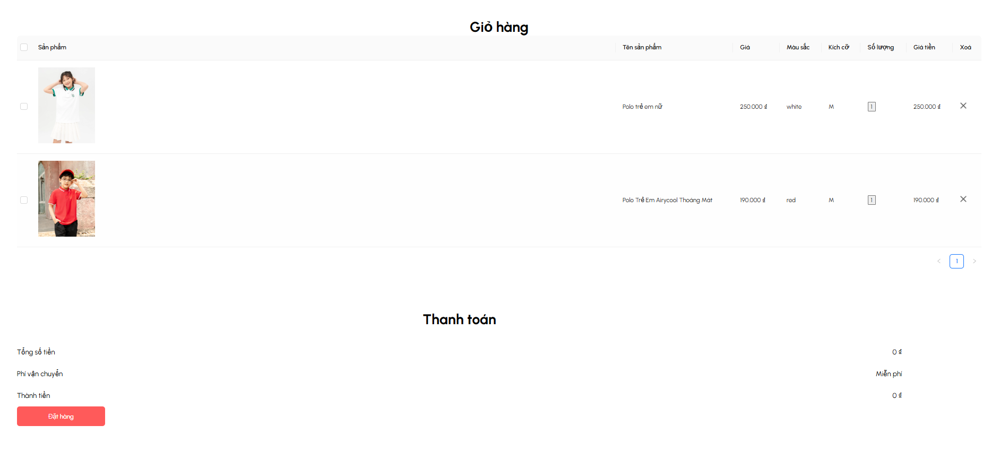 Giỏ hàng
Sản phẩm Tên sản phẩm Giá Màu sắc Kích cỡ Số lượng Giá tiền Xoá
Polo trẻ em nữ 250.000 ₫ white M 1 250.000 ₫
Polo Trẻ Em Airycool Thoáng Mát 190.000 ₫ red M 1 190.000 ₫
< 1 >
Thanh toán
Tổng số tiền 0 ₫
Phí vận chuyển Miễn phí
Thành tiền 0 ₫
Đặt hàng